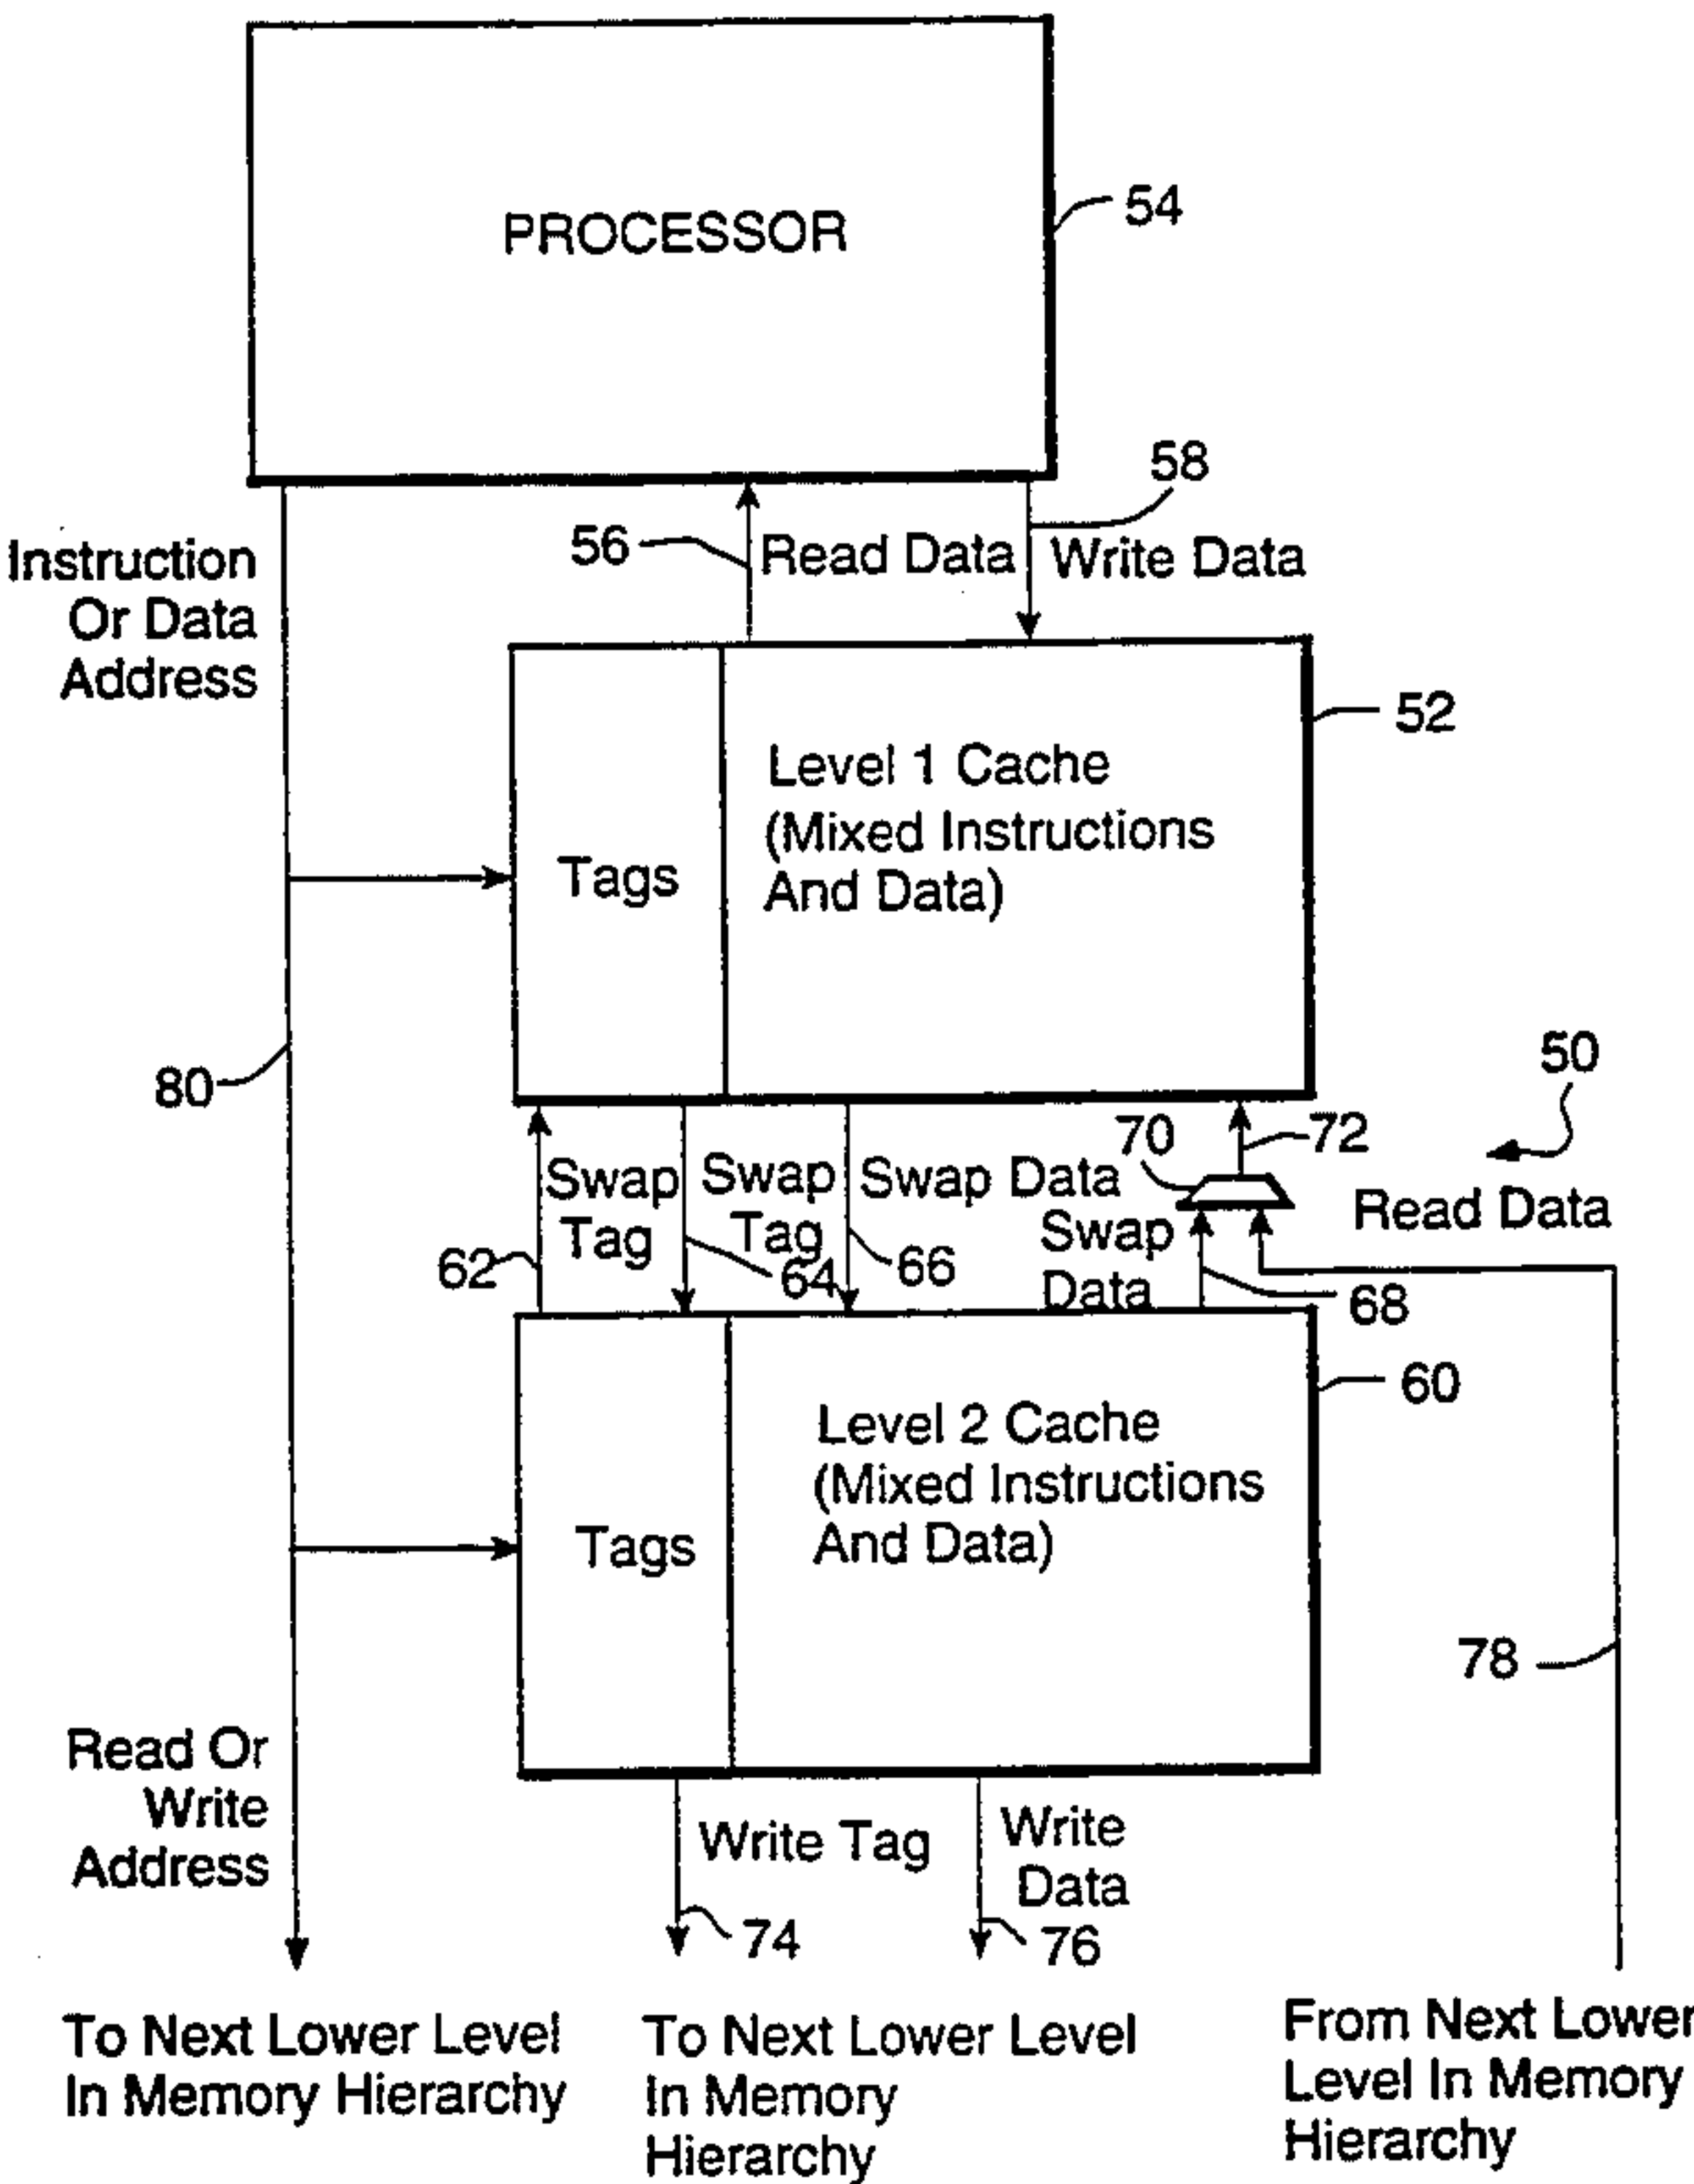 PROCESSOR
54
58
56
Read Data
Write Data
Instruction
Or Data
Address
52
Level 1 Cache
(Mixed Instructions
And Data)
Tags
80
50
70
72
Swap
Tag
Swap
Tag
Swap Data
Swap
Data
Read Data
62
64
66
68
60
Level 2 Cache
(Mixed Instructions
And Data)
Tags
78
Read Or
Write
Address
Write Tag
Write
Data
74
76
To Next Lower Level
In Memory Hierarchy
To Next Lower Level
In Memory
Hierarchy
From Next Lower
Level In Memory
Hierarchy